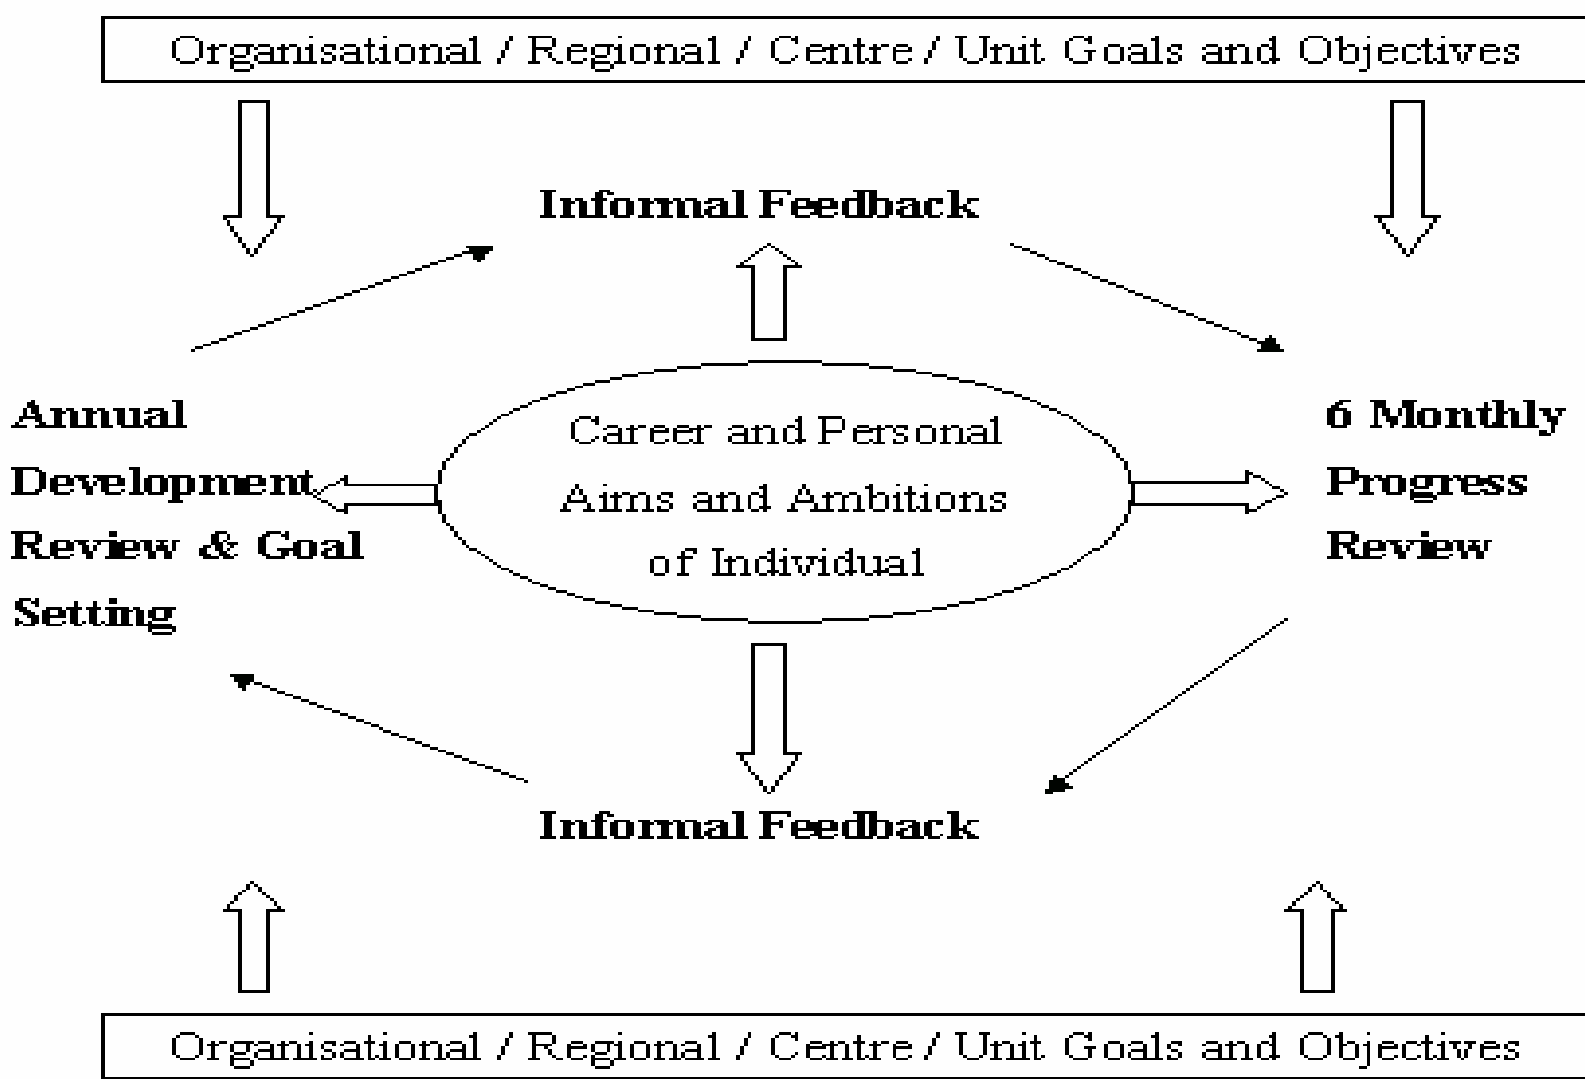 Organisational / Regional / Centre / Unit Goals and Objectives
Informal Feedback
Annual
Development
Review & Goal
Setting
Career and Personal
Aims and Ambitions
of Individual
6 Monthly
Progress
Review
Informal Feedback
Organisational / Regional / Centre / Unit Goals and Objectives